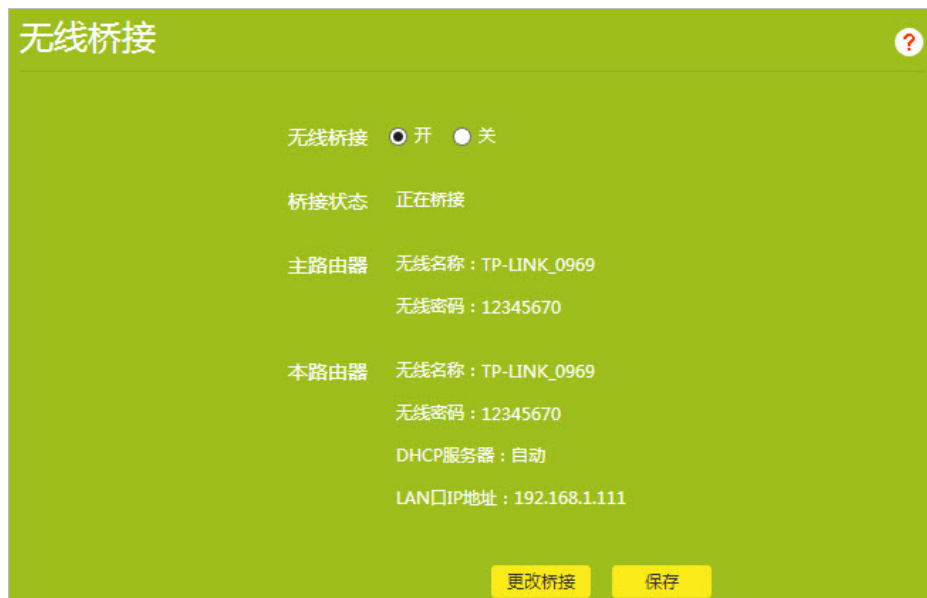 无线桥接
?
无线桥接 开 关
桥接状态 正在桥接
主路由器 无线名称：TP-LINK_0969
无线密码：12345670
本路由器 无线名称：TP-LINK_0969
无线密码：12345670
DHCP服务器：自动
LAN口IP地址：192.168.1.111
更改桥接 保存